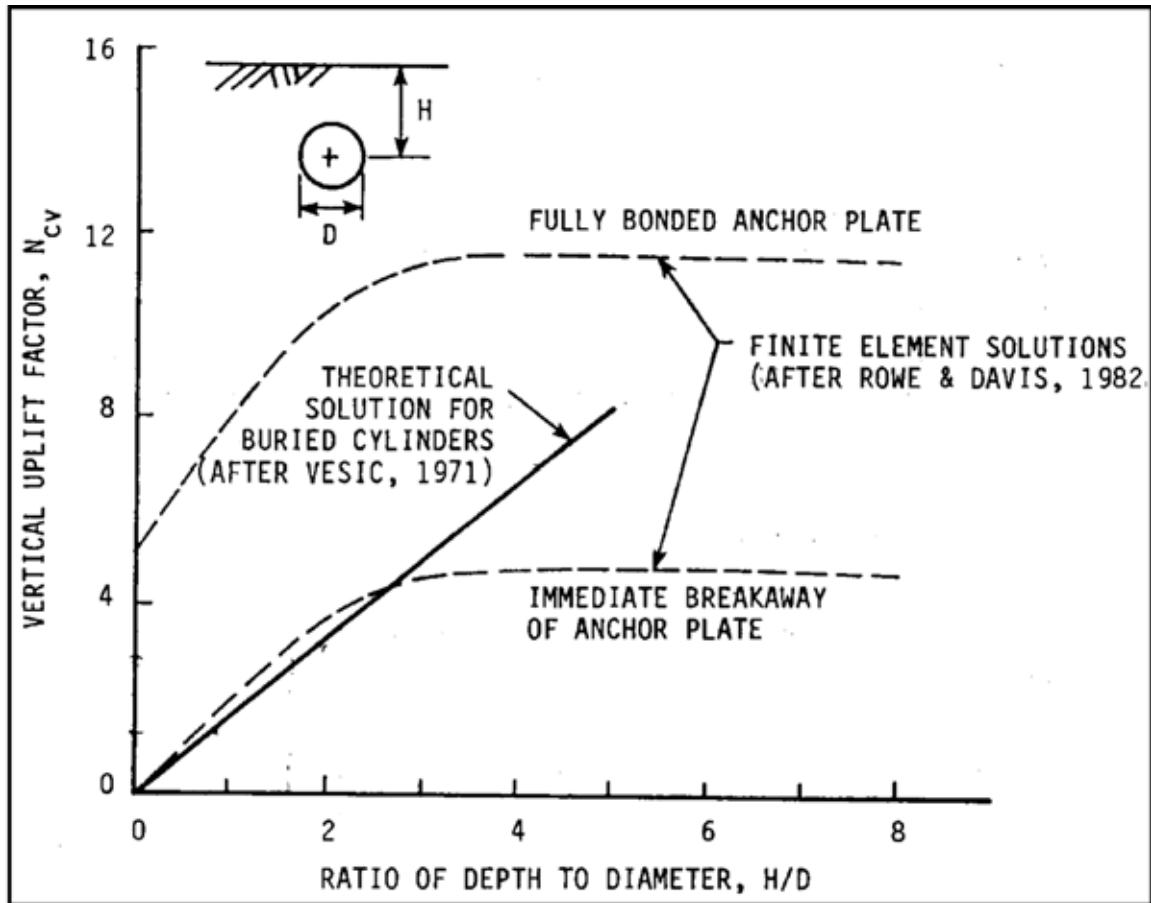 16
H
D
12
8
4
0
0 2 4 6 8
VERTICAL UPLIFT FACTOR, N_CV
RATIO OF DEPTH TO DIAMETER, H/D
FULLY BONDED ANCHOR PLATE
THEORETICAL
SOLUTION FOR
BURIED CYLINDERS
(AFTER VESIC, 1971)
FINITE ELEMENT SOLUTIONS
(AFTER ROWE & DAVIS, 1982
IMMEDIATE BREAKAWAY
OF ANCHOR PLATE